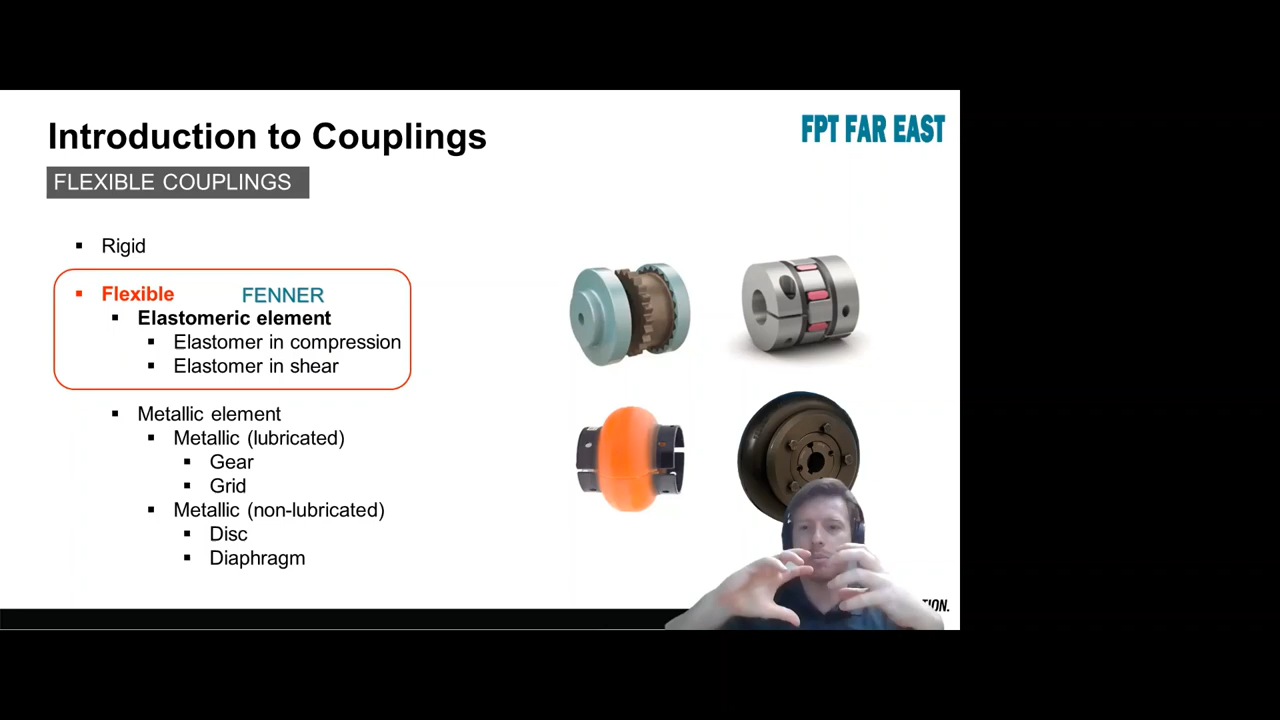 Introduction to Couplings
FPT FAR EAST
FLEXIBLE COUPLINGS
Rigid
Flexible FENNER
Elastomeric element
Elastomer in compression
Elastomer in shear
Metallic element
Metallic (lubricated)
Gear
Grid
Metallic (non-lubricated)
Disc
Diaphragm